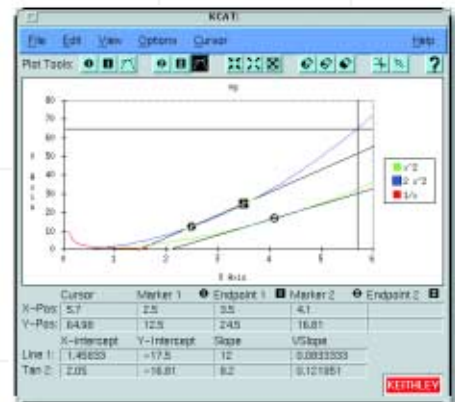 KCAT:
File Edit View Options Cursor Help
Plot Tools: ?
80
70
60
50
40
30
20
10
0
0 1 2 3 4 5 6
X Axis
x^2
2 x^2
1/x
Cursor Marker 1 Endpoint 1 Marker 2 Endpoint 2
X-Pos: 5.7 2.5 3.5 4.1
Y-Pos: 64.98 12.5 24.5 16.81
X-Intercept Y-Intercept Slope 1/Slope
Line 1: 1.45833 -17.5 12 0.0833333
Tan 2: 2.05 -16.81 8.2 0.121951
KEITHLEY